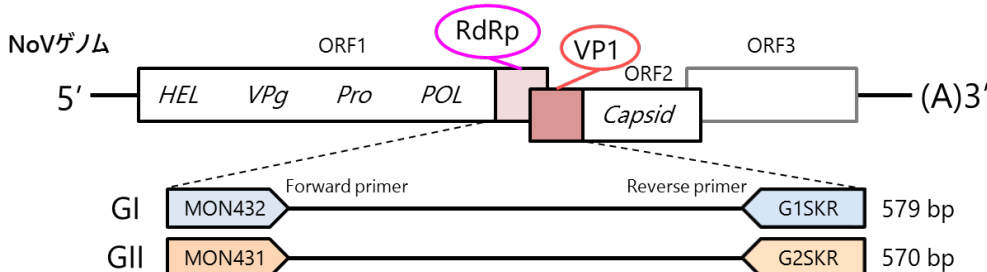 NoVゲノム
ORF1
RdRp
VP1
ORF2
ORF3
5′
HEL VPg Pro POL
Capsid
(A)3′
Forward primer
Reverse primer
GI MON432 G1SKR 579 bp
GII MON431 G2SKR 570 bp